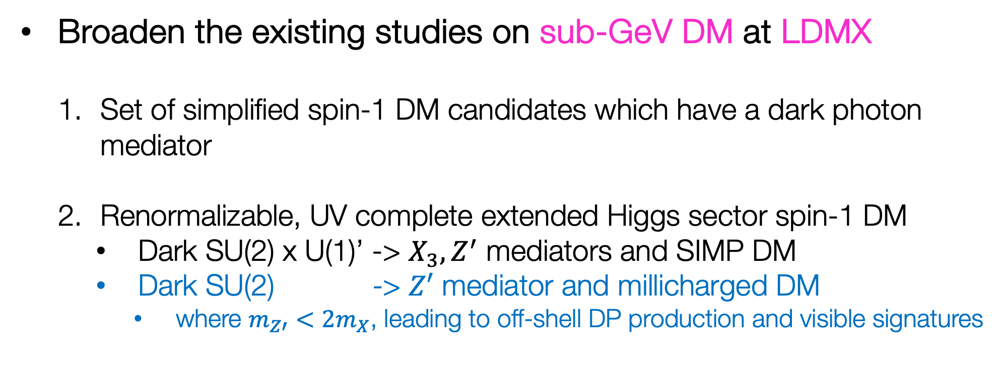 • Broaden the existing studies on sub-GeV DM at LDMX
1. Set of simplified spin-1 DM candidates which have a dark photon
mediator
2. Renormalizable, UV complete extended Higgs sector spin-1 DM
• Dark SU(2) x U(1)’ -> X₃, Z′ mediators and SIMP DM
• Dark SU(2) -> Z′ mediator and millicharged DM
• where m_Z′ < 2m_X, leading to off-shell DP production and visible signatures